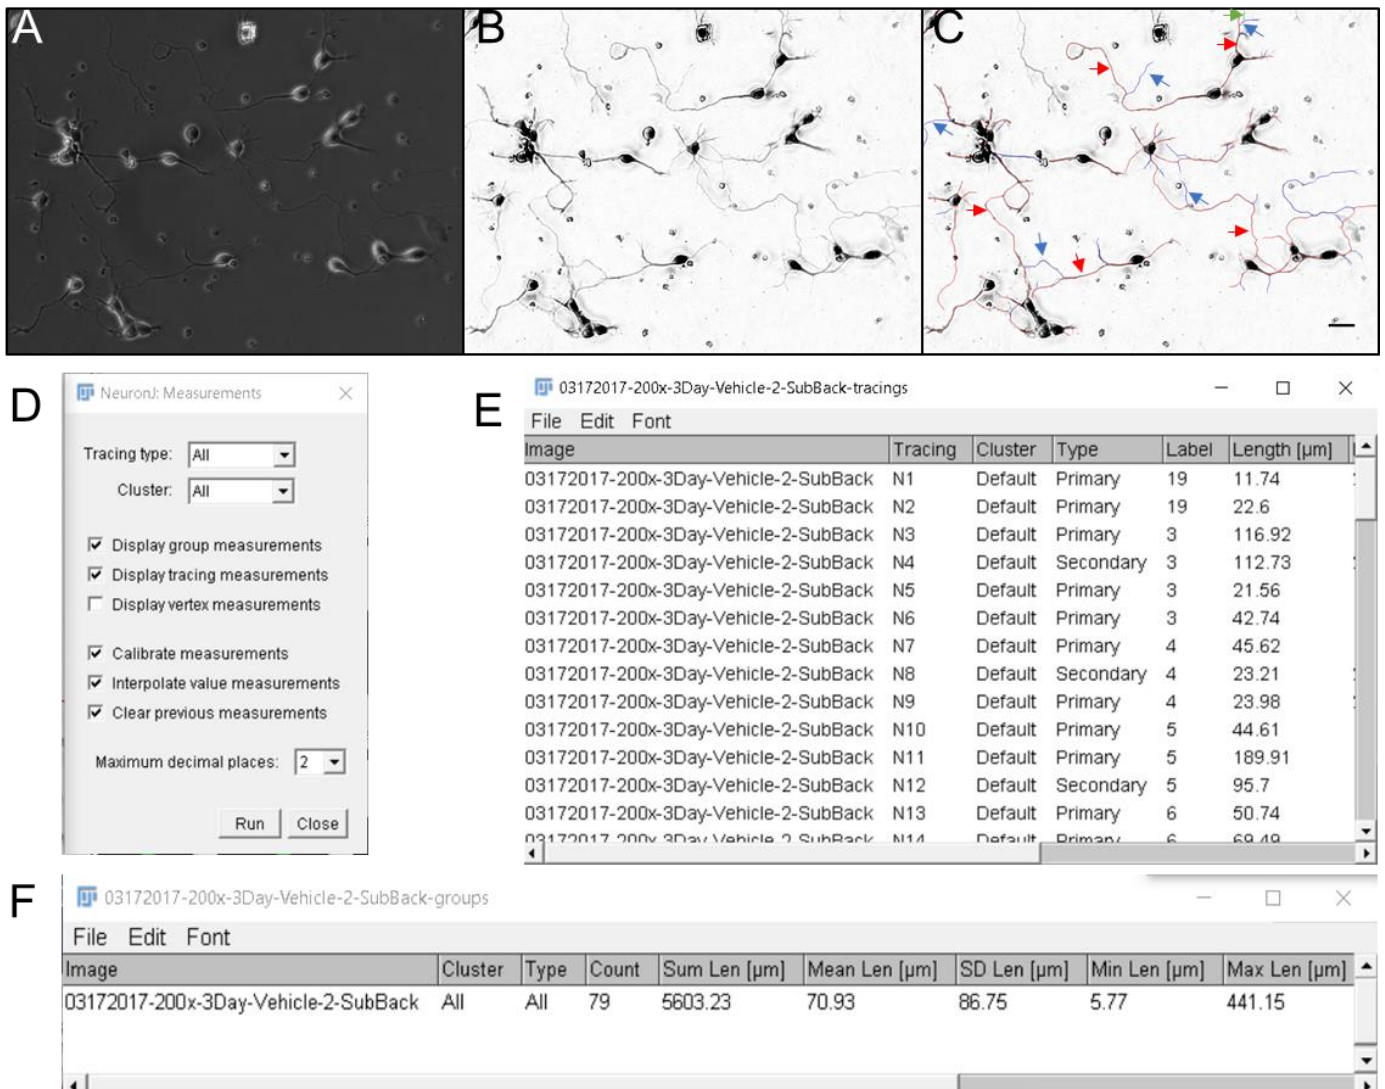 A
B
C
D
NeuronJ: Measurements
Tracing type: All
Cluster: All
Display group measurements
Display tracing measurements
Display vertex measurements
Calibrate measurements
Interpolate value measurements
Clear previous measurements
Maximum decimal places: 2
Run Close
E
03172017-200x-3Day-Vehicle-2-SubBack-tracings
File Edit Font
Image Tracing Cluster Type Label Length [µm]
03172017-200x-3Day-Vehicle-2-SubBack N1 Default Primary 19 11.74
03172017-200x-3Day-Vehicle-2-SubBack N2 Default Primary 19 22.6
03172017-200x-3Day-Vehicle-2-SubBack N3 Default Primary 3 116.92
03172017-200x-3Day-Vehicle-2-SubBack N4 Default Secondary 3 112.73
03172017-200x-3Day-Vehicle-2-SubBack N5 Default Primary 3 21.56
03172017-200x-3Day-Vehicle-2-SubBack N6 Default Primary 3 42.74
03172017-200x-3Day-Vehicle-2-SubBack N7 Default Primary 4 45.62
03172017-200x-3Day-Vehicle-2-SubBack N8 Default Secondary 4 23.21
03172017-200x-3Day-Vehicle-2-SubBack N9 Default Primary 4 23.98
03172017-200x-3Day-Vehicle-2-SubBack N10 Default Primary 5 44.61
03172017-200x-3Day-Vehicle-2-SubBack N11 Default Primary 5 189.91
03172017-200x-3Day-Vehicle-2-SubBack N12 Default Secondary 5 95.7
03172017-200x-3Day-Vehicle-2-SubBack N13 Default Primary 6 50.74
03172017-200x-3Day-Vehicle-2-SubBack N14 Default Primary 6 69.49
F
03172017-200x-3Day-Vehicle-2-SubBack-groups
File Edit Font
Image Cluster Type Count Sum Len [µm] Mean Len [µm] SD Len [µm] Min Len [µm] Max Len [µm]
03172017-200x-3Day-Vehicle-2-SubBack All All 79 5603.23 70.93 86.75 5.77 441.15